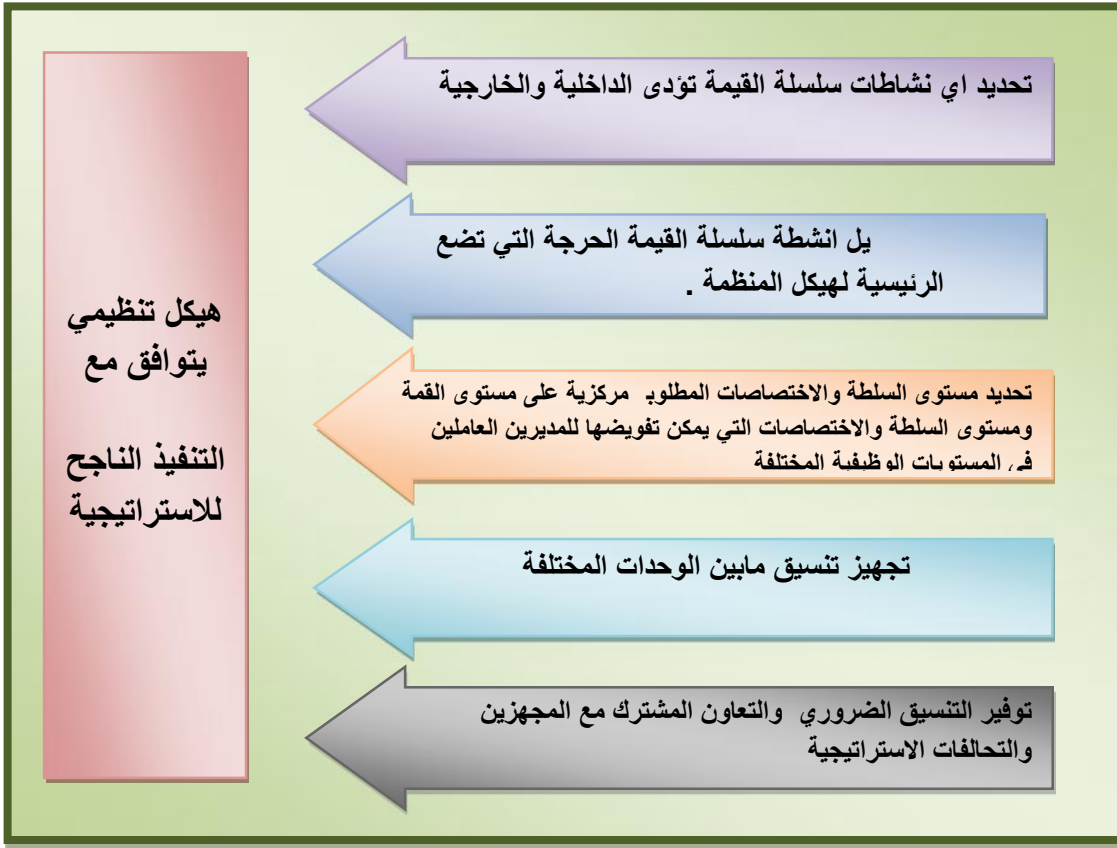 تحديد اي نشاطات سلسلة القيمة تؤدى الداخلية والخارجية
يل انشطة سلسلة القيمة الحرجة التي تضع
الرئيسية لهيكل المنظمة .
تحديد مستوى السلطة والاختصاصات المطلوبـ مركزية على مستوى القمة
ومستوى السلطة والاختصاصات التي يمكن تفويضها للمديرين العاملين
في المستويات الوظيفية المختلفة
تجهيز تنسيق مابين الوحدات المختلفة
توفير التنسيق الضروري والتعاون المشترك مع المجهزين
والتحالفات الاستراتيجية
هيكل تنظيمي
يتوافق مع
التنفيذ الناجح
للاستراتيجية